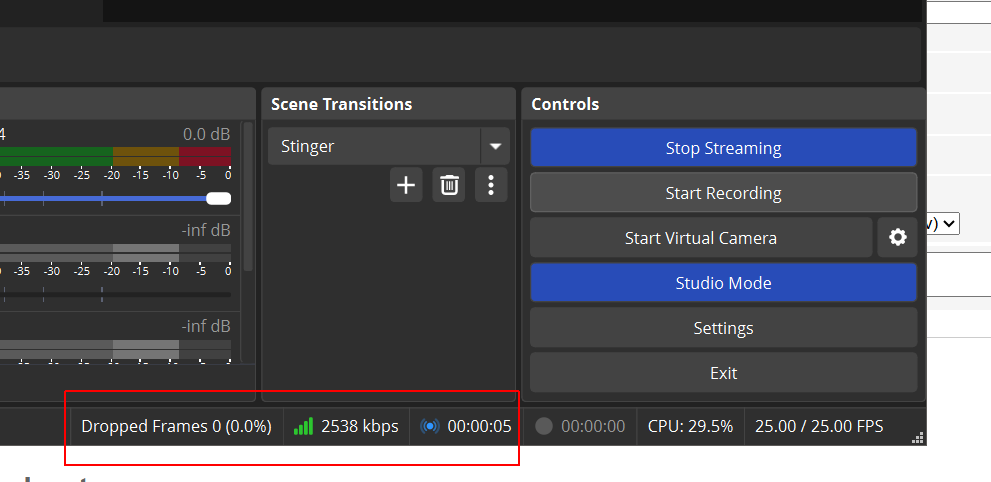 Scene Transitions
Controls
4
0.0 dB
-35 -30 -25 -20 -15 -10 -5 0
-inf dB
-35 -30 -25 -20 -15 -10 -5 0
-inf dB
Stinger
Stop Streaming
Start Recording
Start Virtual Camera
Studio Mode
Settings
Exit
v)
Dropped Frames 0 (0.0%)
2538 kbps
00:00:05
00:00:00
CPU: 29.5%
25.00 / 25.00 FPS